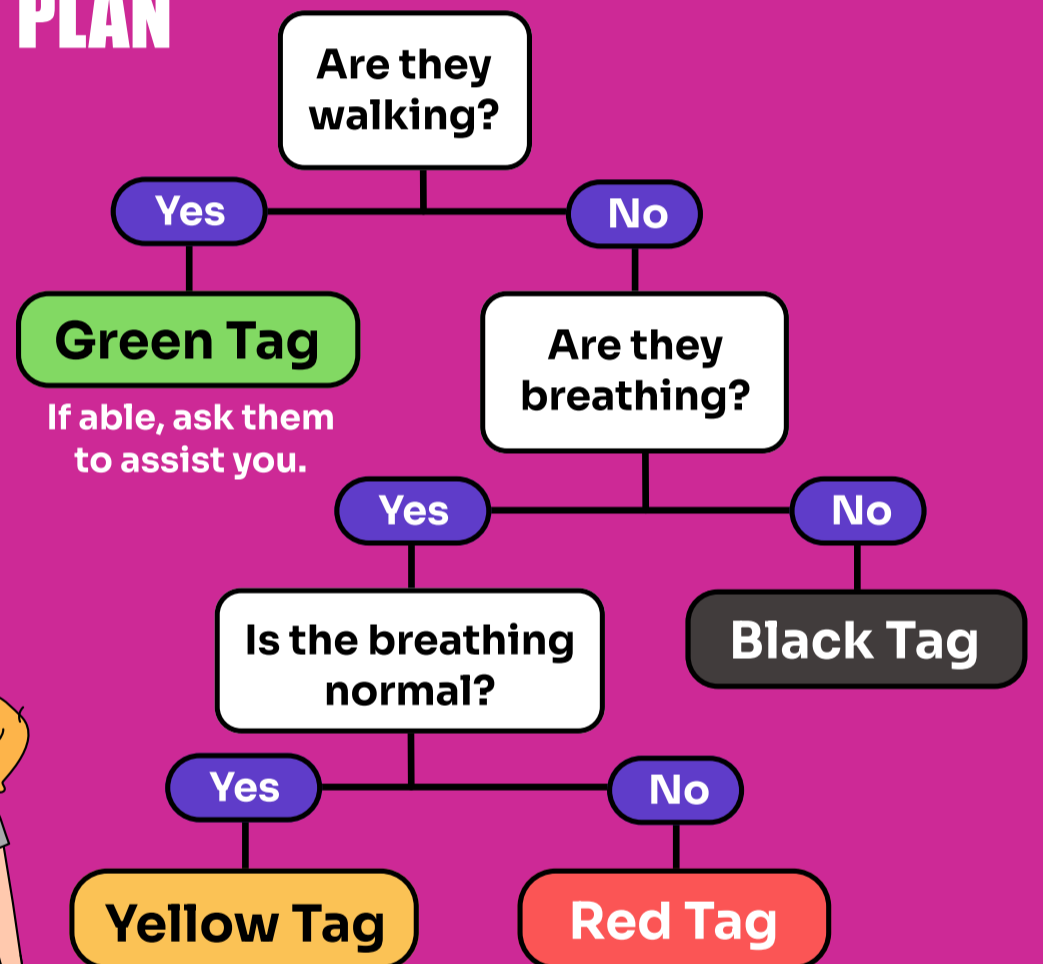 PLAN
Are they
walking?
Yes
No
Green Tag
If able, ask them
to assist you.
Are they
breathing?
Yes
No
Is the breathing
normal?
Black Tag
Yes
No
Yellow Tag
Red Tag